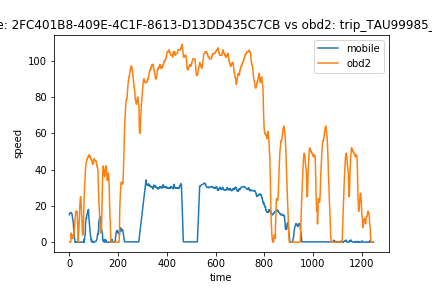 e: 2FC401B8-409E-4C1F-8613-D13DD435C7CB vs obd2: trip_TAU99985_
mobile
obd2
100
80
60
40
20
0
speed
0 200 400 600 800 1000 1200
time